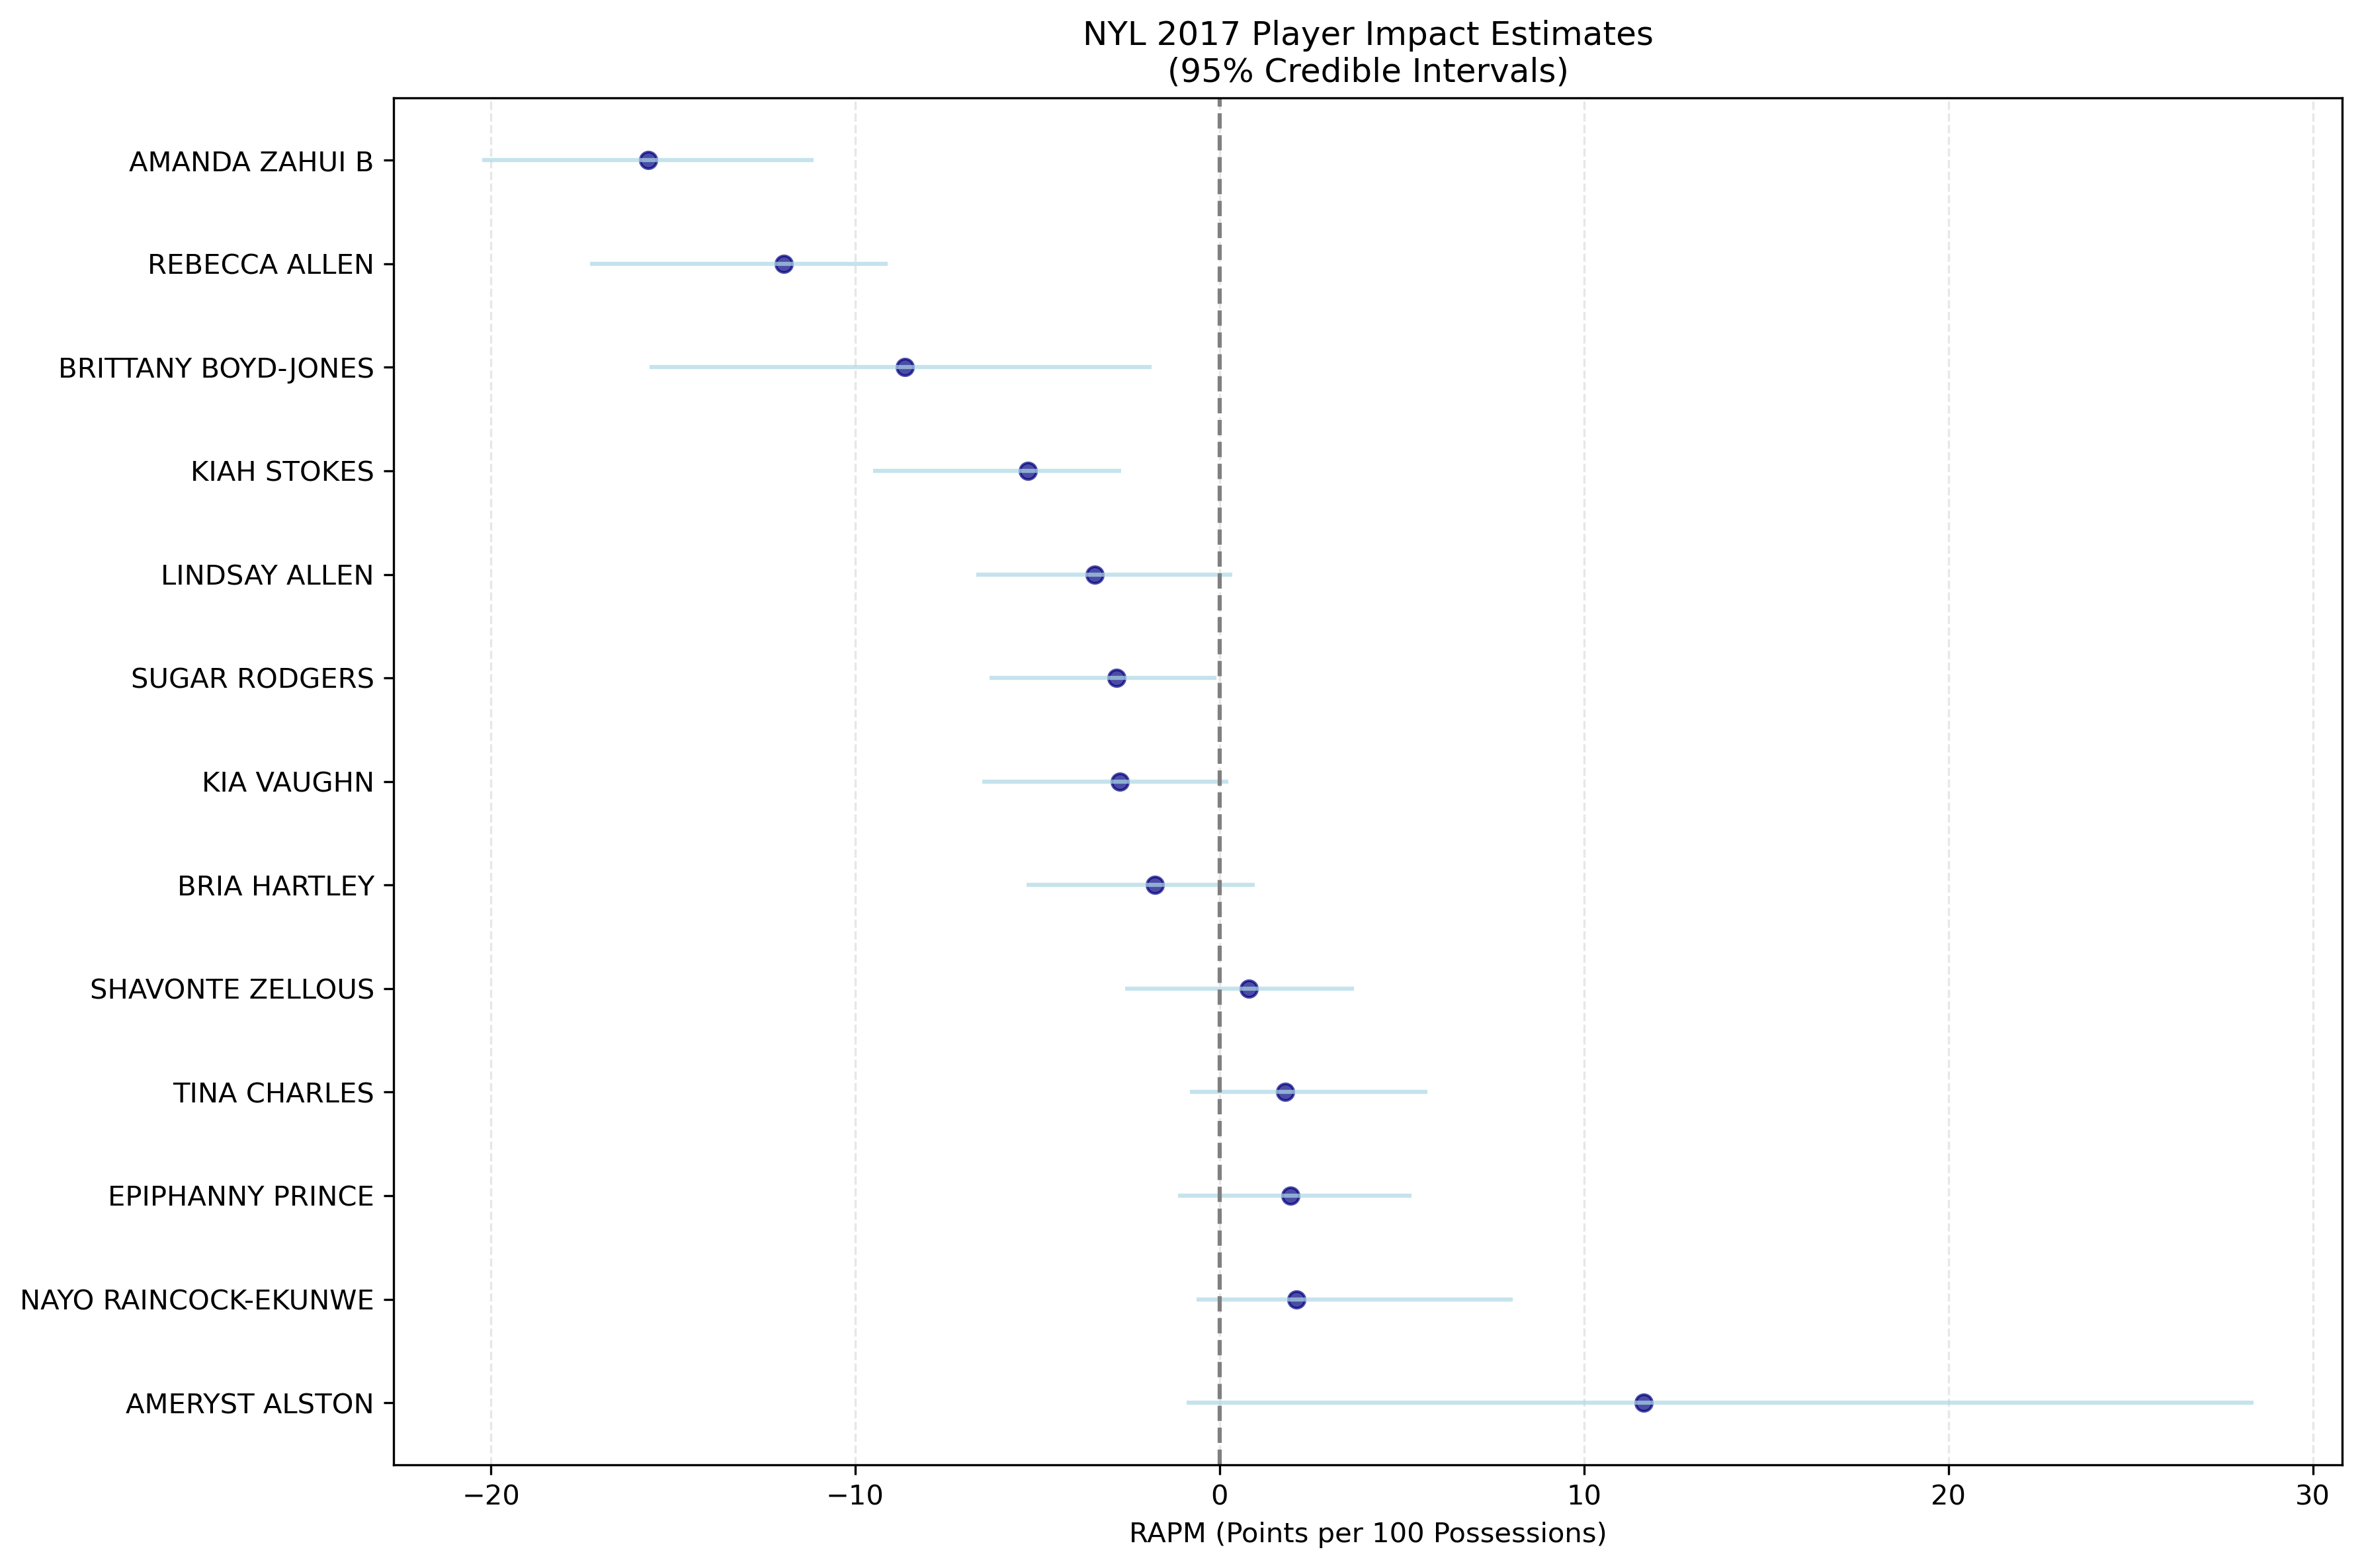 NYL 2017 Player Impact Estimates
(95% Credible Intervals)
AMANDA ZAHUI B
REBECCA ALLEN
BRITTANY BOYD-JONES
KIAH STOKES
LINDSAY ALLEN
SUGAR RODGERS
KIA VAUGHN
BRIA HARTLEY
SHAVONTE ZELLOUS
TINA CHARLES
EPIPHANNY PRINCE
NAYO RAINCOCK-EKUNWE
AMERYST ALSTON
−20 −10 0 10 20 30
RAPM (Points per 100 Possessions)